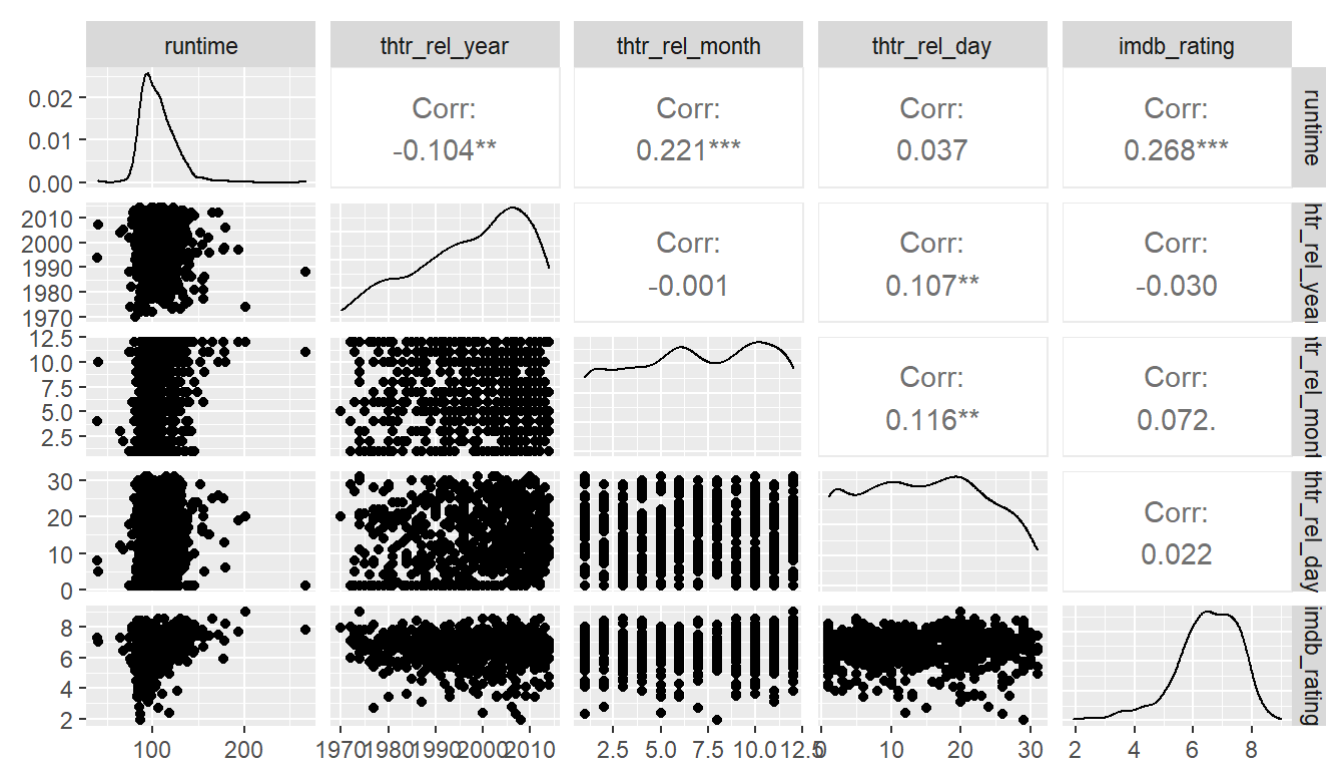 runtime thtr_rel_year thtr_rel_month thtr_rel_day imdb_rating
0.02
0.01
0.00
Corr:
-0.104**
Corr:
0.221***
Corr:
0.037
Corr:
0.268***
runtime
2010
2000
1990
1980
1970
Corr:
-0.001
Corr:
0.107**
Corr:
-0.030
htr_rel_year
12.5
10.0
7.5
5.0
2.5
Corr:
0.116**
Corr:
0.072.
htr_rel_mont
30
20
10
0
Corr:
0.022
thtr_rel_day
8
6
4
2
imdb_rating
100 200 1970 1980 1990 2000 2010 2.5 5.0 7.5 10.0 12.5 0 10 20 30 2 4 6 8